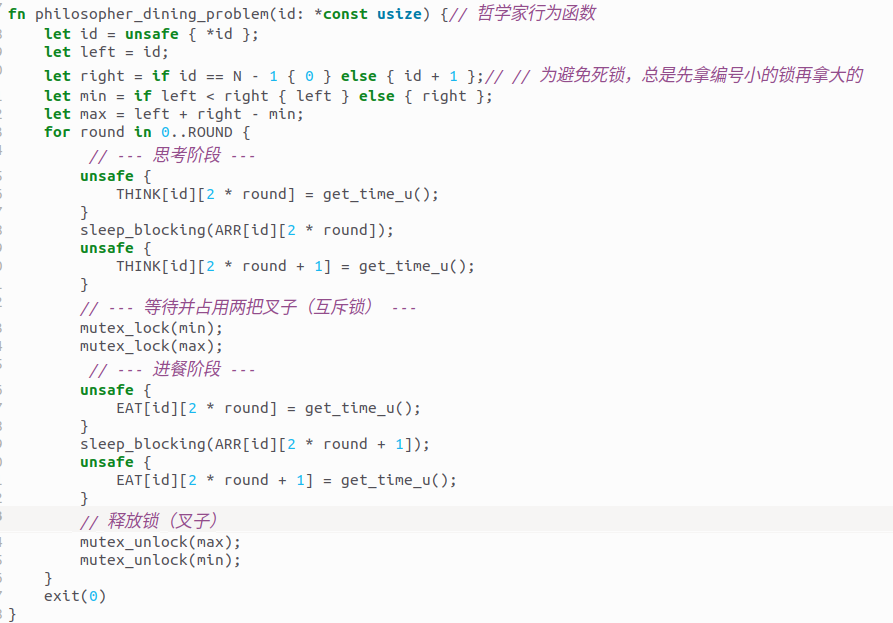 fn philosopher_dining_problem(id: *const usize) {// 哲学家行为函数
    let id = unsafe { *id };
    let left = id;
    let right = if id == N - 1 { 0 } else { id + 1 };// // 为避免死锁，总是先拿编号小的锁再拿大的
    let min = if left < right { left } else { right };
    let max = left + right - min;
    for round in 0..ROUND {
         // --- 思考阶段 ---
        unsafe {
            THINK[id][2 * round] = get_time_u();
        }
        sleep_blocking(ARR[id][2 * round]);
        unsafe {
            THINK[id][2 * round + 1] = get_time_u();
        }
        // --- 等待并占用两把叉子（互斥锁） ---
        mutex_lock(min);
        mutex_lock(max);
         // --- 进餐阶段 ---
        unsafe {
            EAT[id][2 * round] = get_time_u();
        }
        sleep_blocking(ARR[id][2 * round + 1]);
        unsafe {
            EAT[id][2 * round + 1] = get_time_u();
        }
        // 释放锁（叉子）
        mutex_unlock(max);
        mutex_unlock(min);
    }
    exit(0)
}